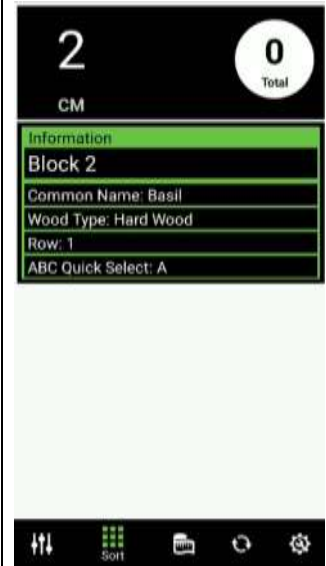 2
0
Total
CM
Information
Block 2
Common Name: Basil
Wood Type: Hard Wood
Row: 1
ABC Quick Select: A
Sort